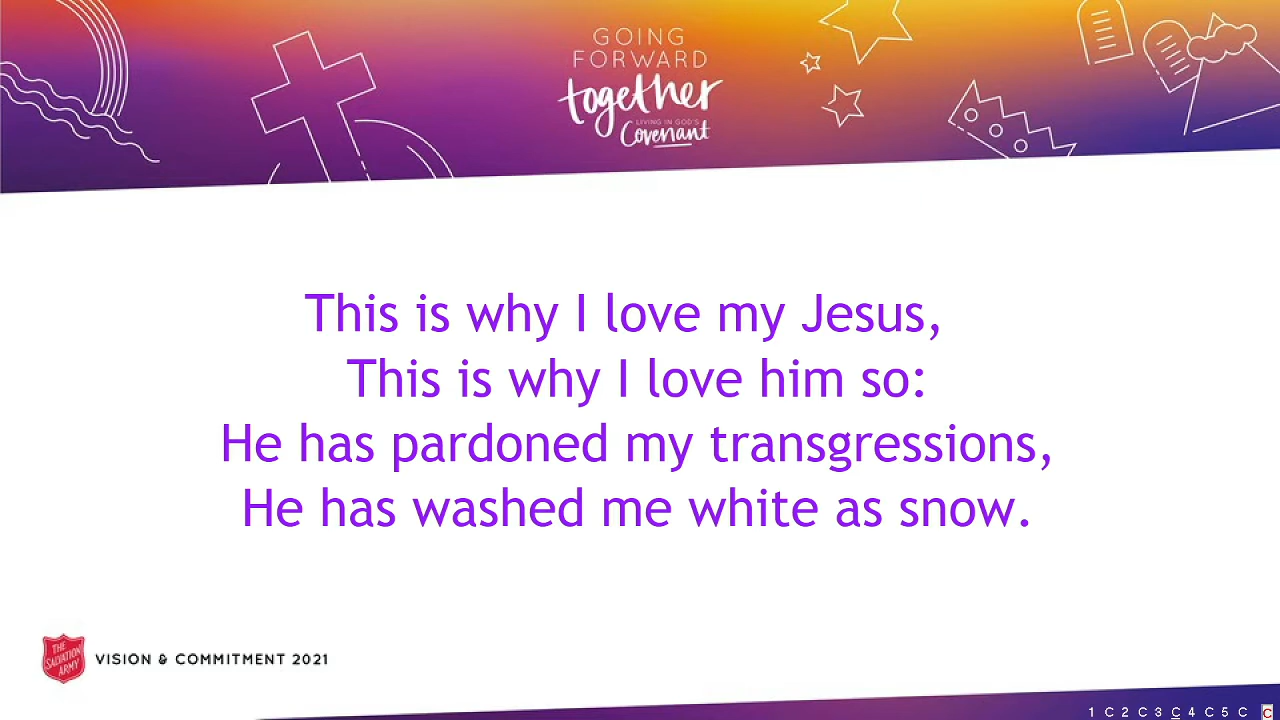 GOING
FORWARD
together
LIVING IN GOD'S
Covenant
This is why I love my Jesus,
This is why I love him so:
He has pardoned my transgressions,
He has washed me white as snow.
THE
SALVATION
ARMY
VISION & COMMITMENT 2021
1 C 2 C 3 C 4 C 5 C C